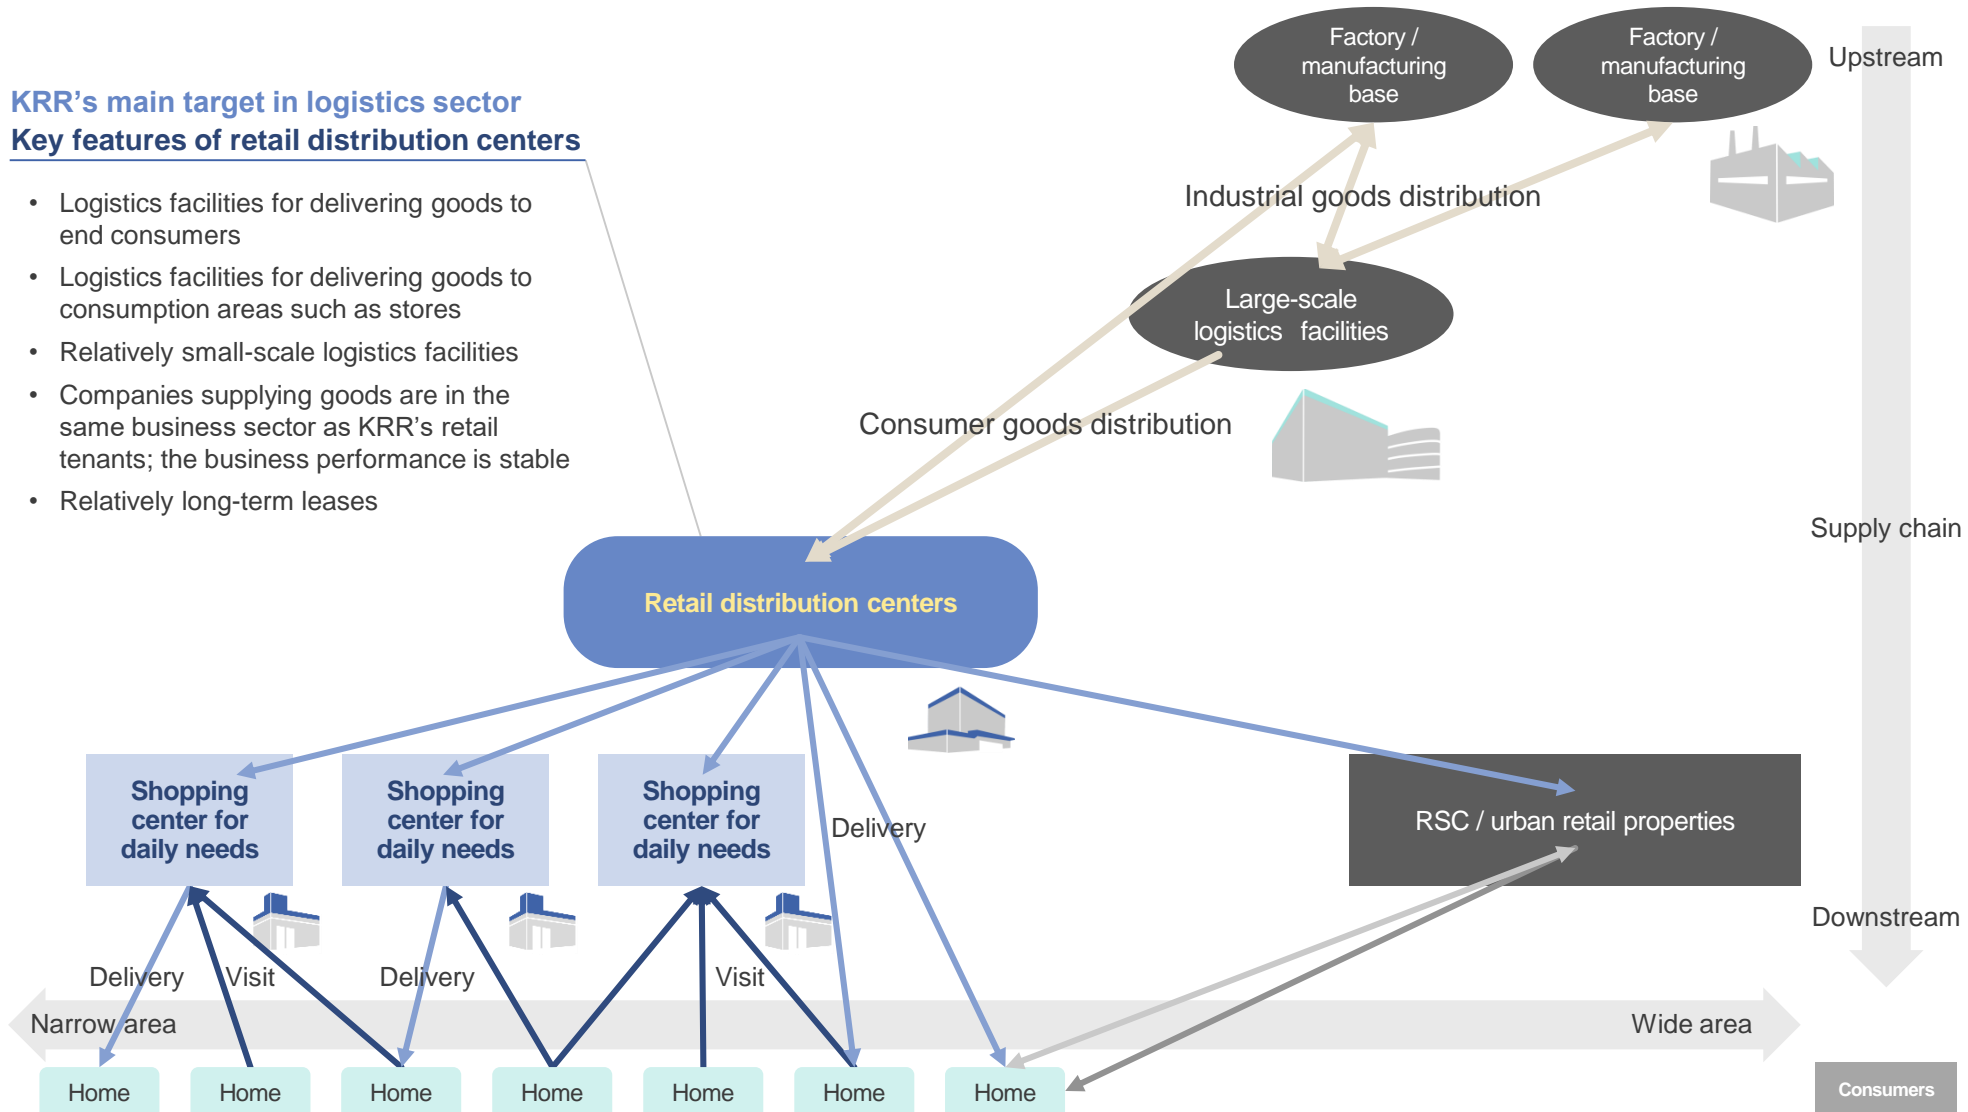 KRR’s main target in logistics sector
Key features of retail distribution centers
• Logistics facilities for delivering goods to
end consumers
• Logistics facilities for delivering goods to
consumption areas such as stores
• Relatively small-scale logistics facilities
• Companies supplying goods are in the
same business sector as KRR’s retail
tenants; the business performance is stable
• Relatively long-term leases
Factory /
manufacturing
base
Factory /
manufacturing
base
Upstream
Industrial goods distribution
Large-scale
logistics facilities
Consumer goods distribution
Supply chain
Retail distribution centers
Shopping
center for
daily needs
Shopping
center for
daily needs
Shopping
center for
daily needs
Delivery
RSC / urban retail properties
Downstream
Delivery
Visit
Delivery
Visit
Narrow area
Wide area
Home
Home
Home
Home
Home
Home
Home
Consumers